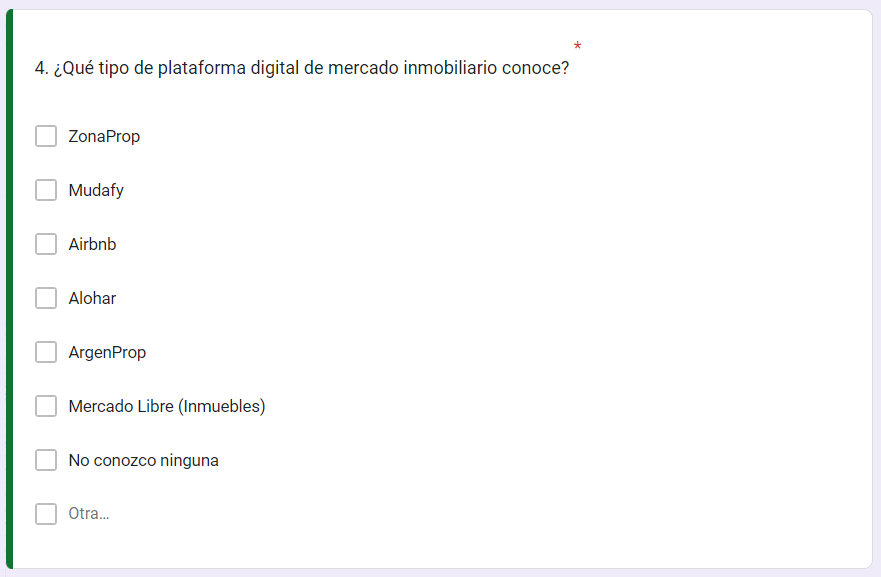 4. ¿Qué tipo de plataforma digital de mercado inmobiliario conoce? *
ZonaProp
Mudafy
Airbnb
Alohar
ArgenProp
Mercado Libre (Inmuebles)
No conozco ninguna
Otra...